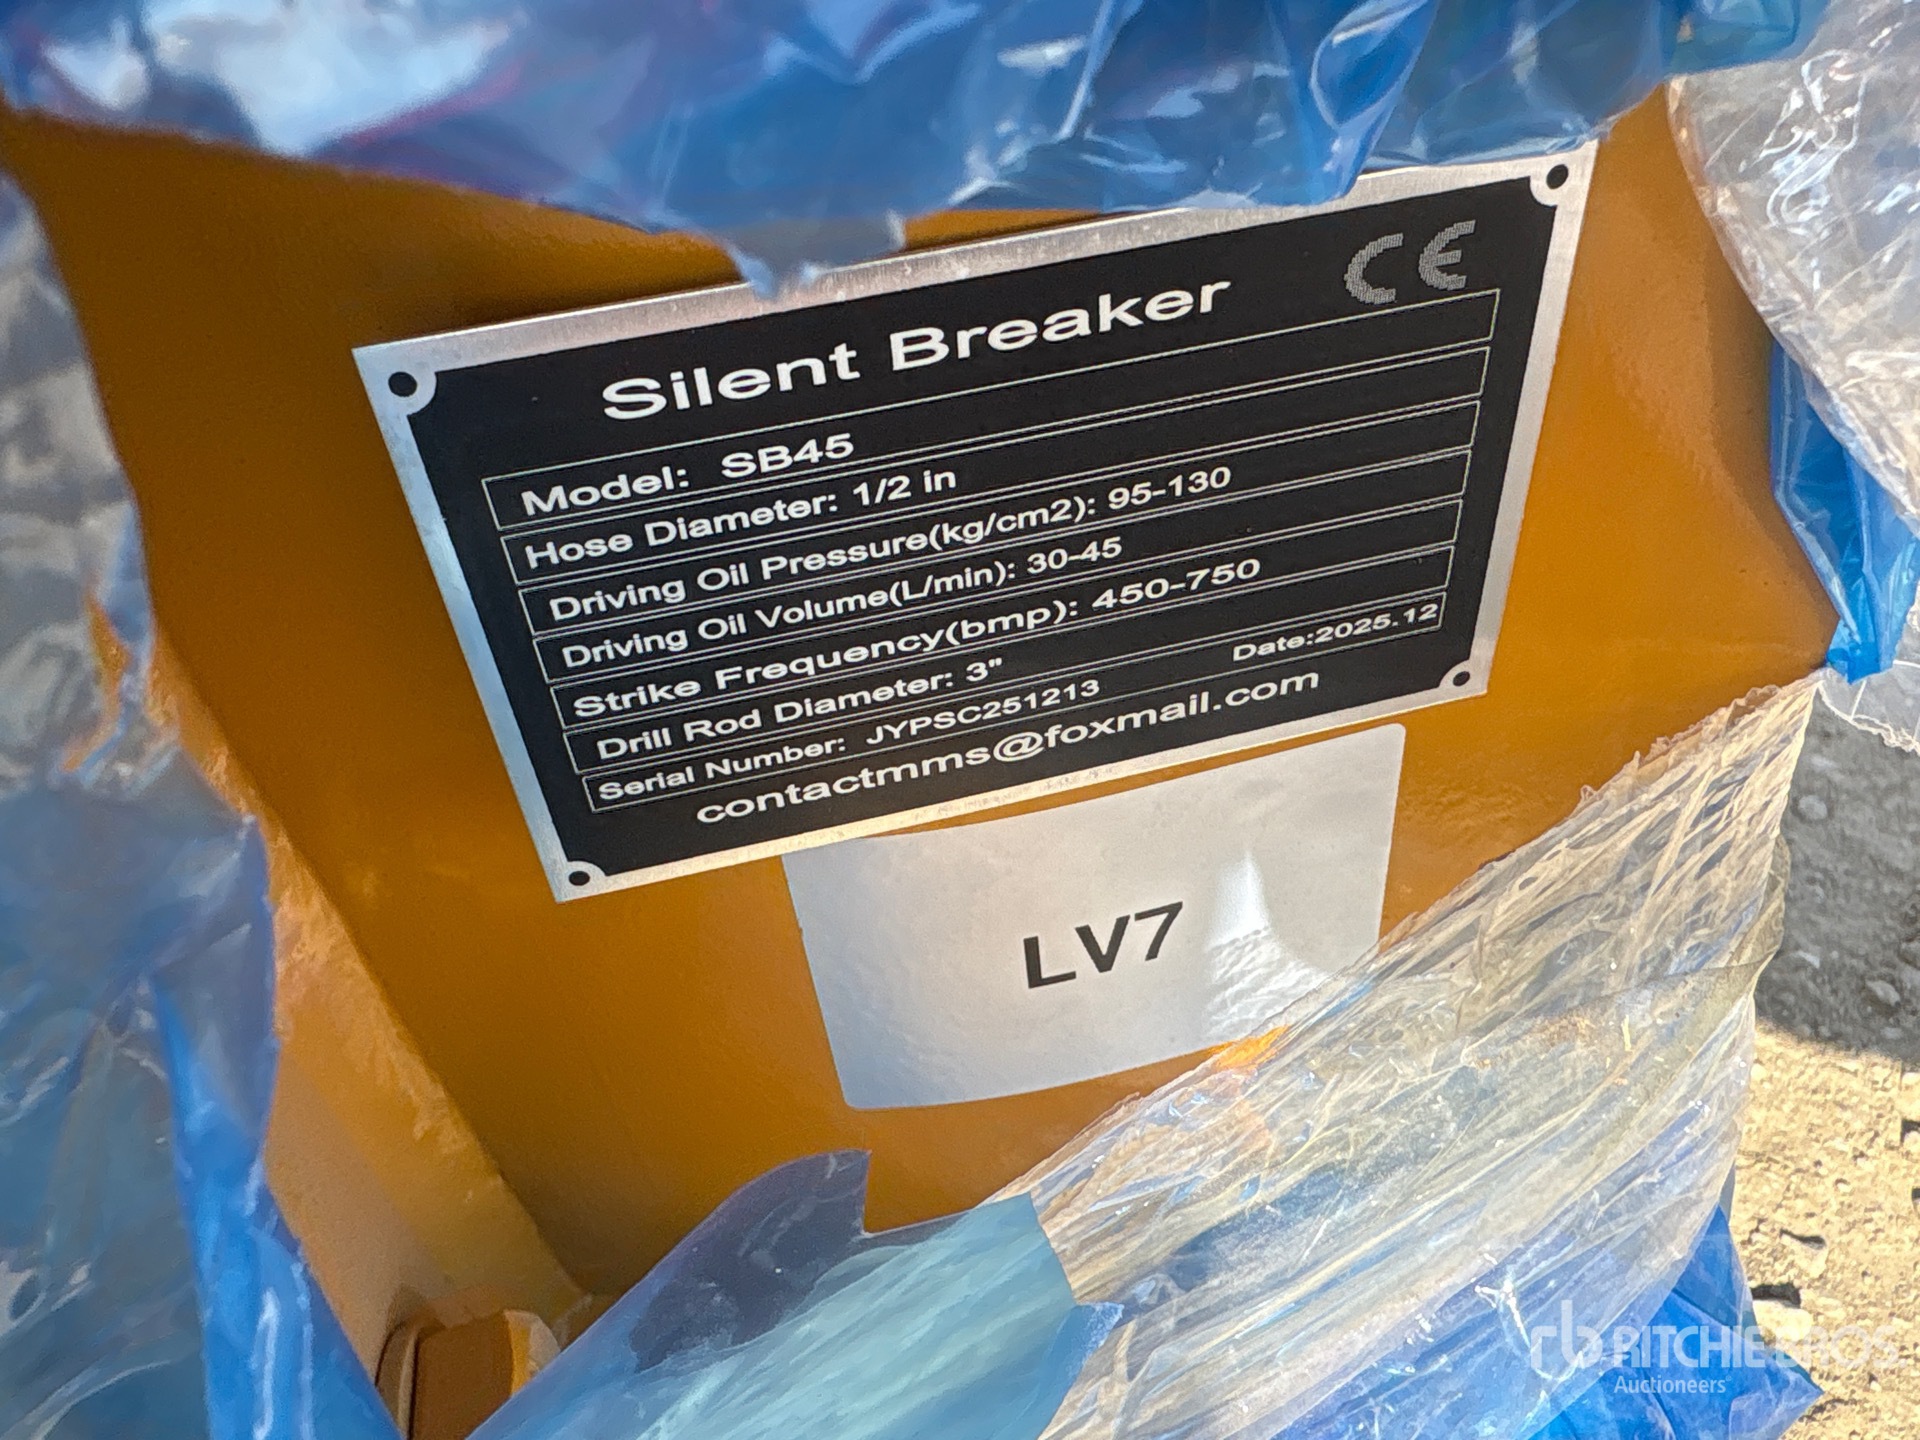 CE
Silent Breaker
Model: SB45
Hose Diameter: 1/2 in
Driving Oil Pressure(kg/cm2): 95-130
Driving Oil Volume(L/min): 30-45
Strike Frequency(bmp): 450-750
Drill Rod Diameter: 3"
Serial Number: JYPSC251213 Date:2025.12
contactmms@foxmail.com
LV7
rb RITCHIE BROS.
Auctioneers